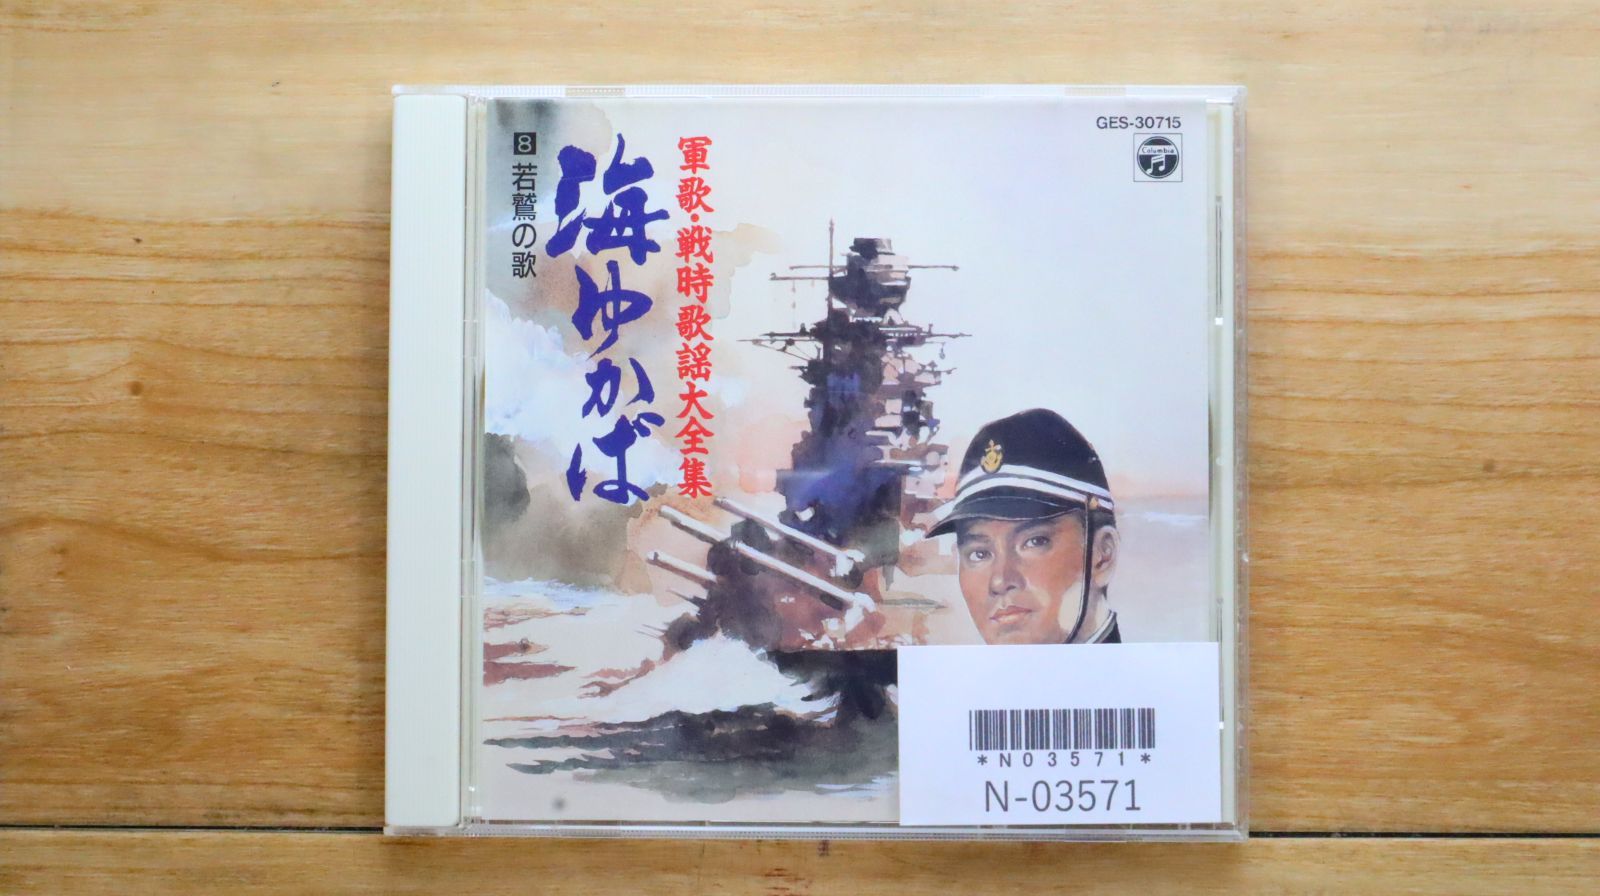 GES-30715
Columbia
軍歌・戦時歌謡大全集
海ゆかば
8 若鷲の歌
*N03571*
N-03571